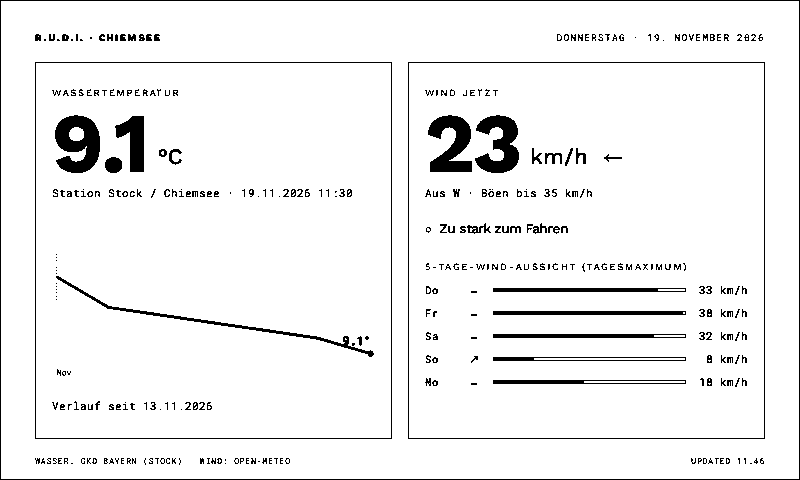 R.U.D.I. · CHIEMSEE
DONNERSTAG · 19. NOVEMBER 2026
WASSERTEMPERATUR
9.1 °C
Station Stock / Chiemsee · 19.11.2026 11:30
9.1°
Nov
Verlauf seit 13.11.2026
WIND JETZT
23 km/h ←
Aus W · Böen bis 35 km/h
Zu stark zum Fahren
5-TAGE-WIND-AUSSICHT (TAGESMAXIMUM)
Do – 33 km/h
Fr – 38 km/h
Sa – 32 km/h
So ↗ 8 km/h
Mo – 18 km/h
WASSER: GKD BAYERN (STOCK) WIND: OPEN-METEO
UPDATED 11:46